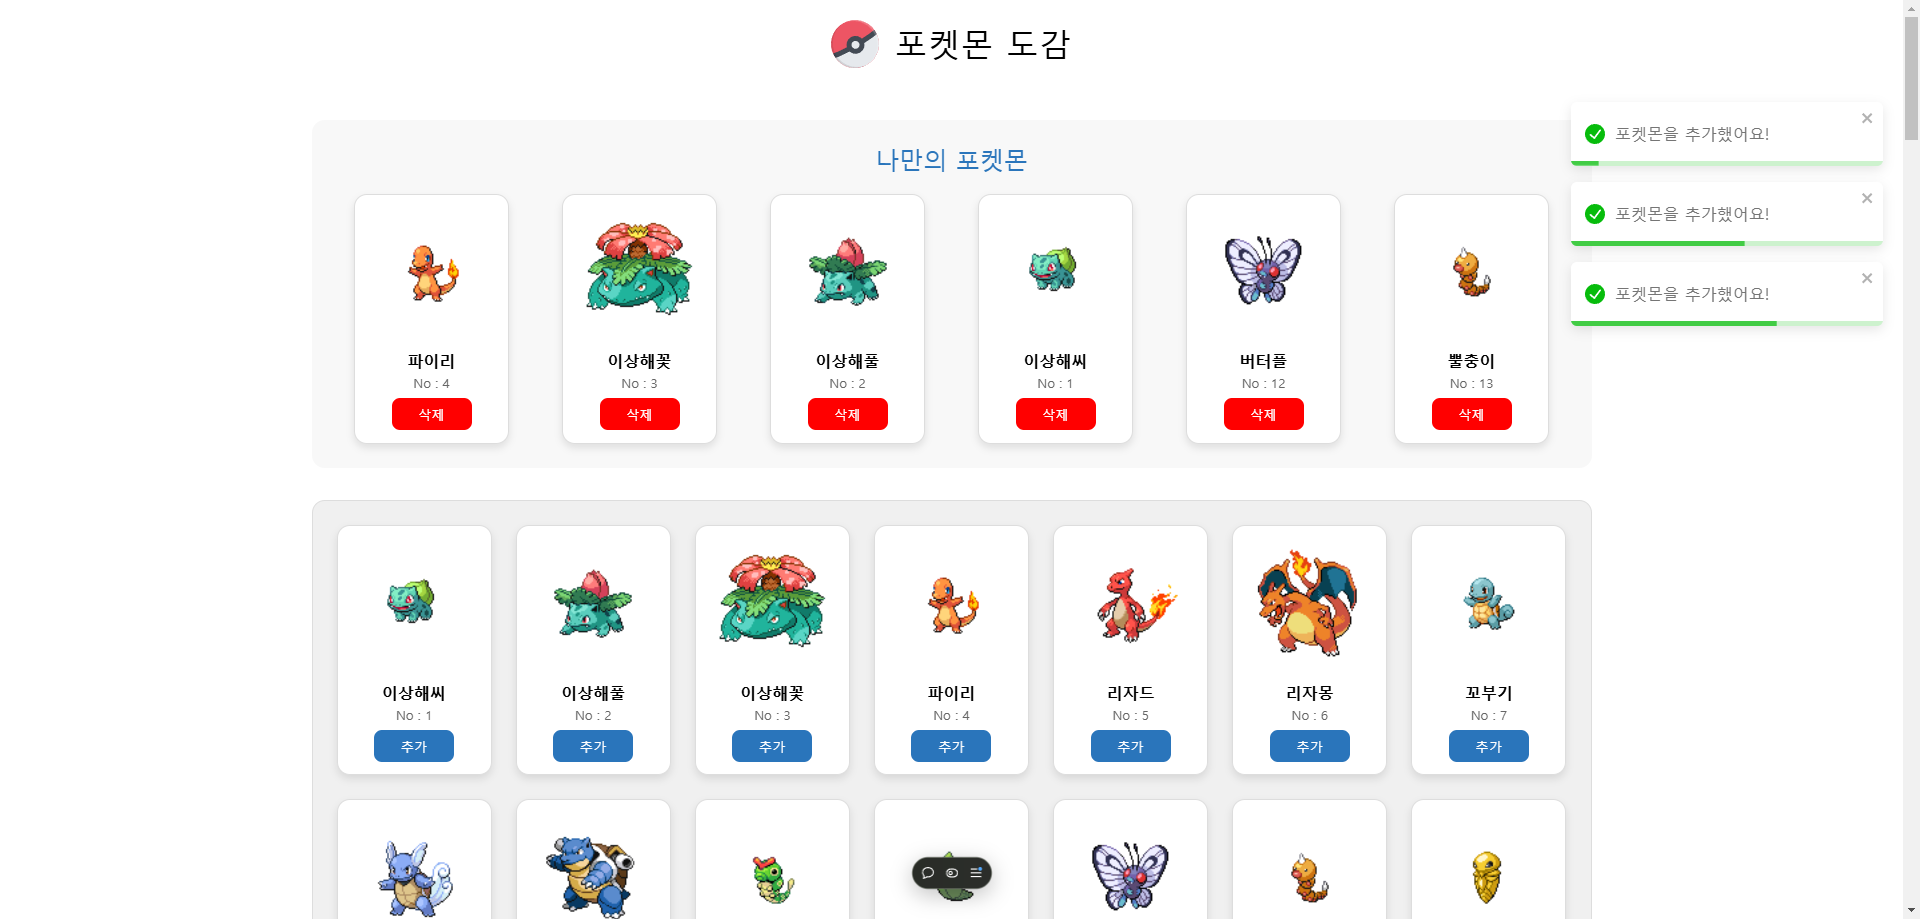 포켓몬 도감
포켓몬을 추가했어요!
포켓몬을 추가했어요!
포켓몬을 추가했어요!
나만의 포켓몬
파이리
No : 4
삭제
이상해꽃
No : 3
삭제
이상해풀
No : 2
삭제
이상해씨
No : 1
삭제
버터플
No : 12
삭제
뿔충이
No : 13
삭제
이상해씨
No : 1
추가
이상해풀
No : 2
추가
이상해꽃
No : 3
추가
파이리
No : 4
추가
리자드
No : 5
추가
리자몽
No : 6
추가
꼬부기
No : 7
추가